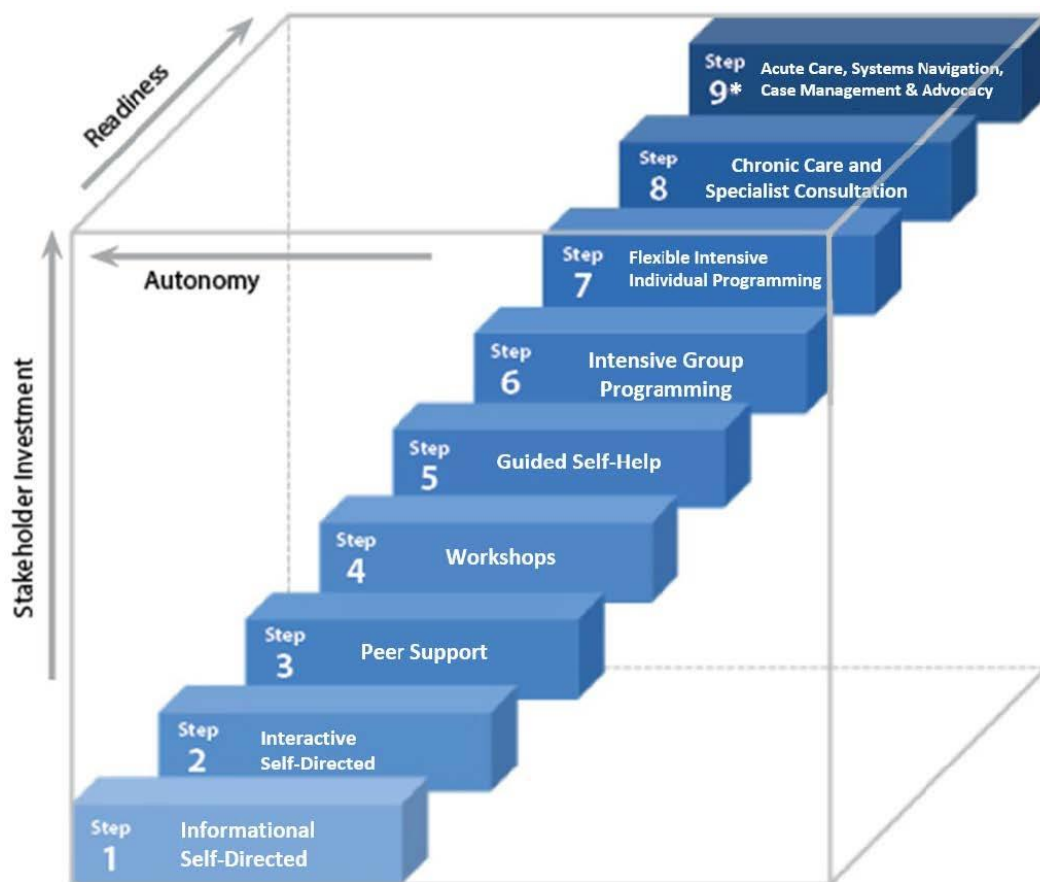 Readiness
Autonomy
Stakeholder Investment
Step
9*
Acute Care, Systems Navigation,
Case Management & Advocacy
Step
8
Chronic Care and
Specialist Consultation
Step
7
Flexible Intensive
Individual Programming
Step
6
Intensive Group
Programming
Step
5
Guided Self-Help
Step
4
Workshops
Step
3
Peer Support
Step
2
Interactive
Self-Directed
Step
1
Informational
Self-Directed